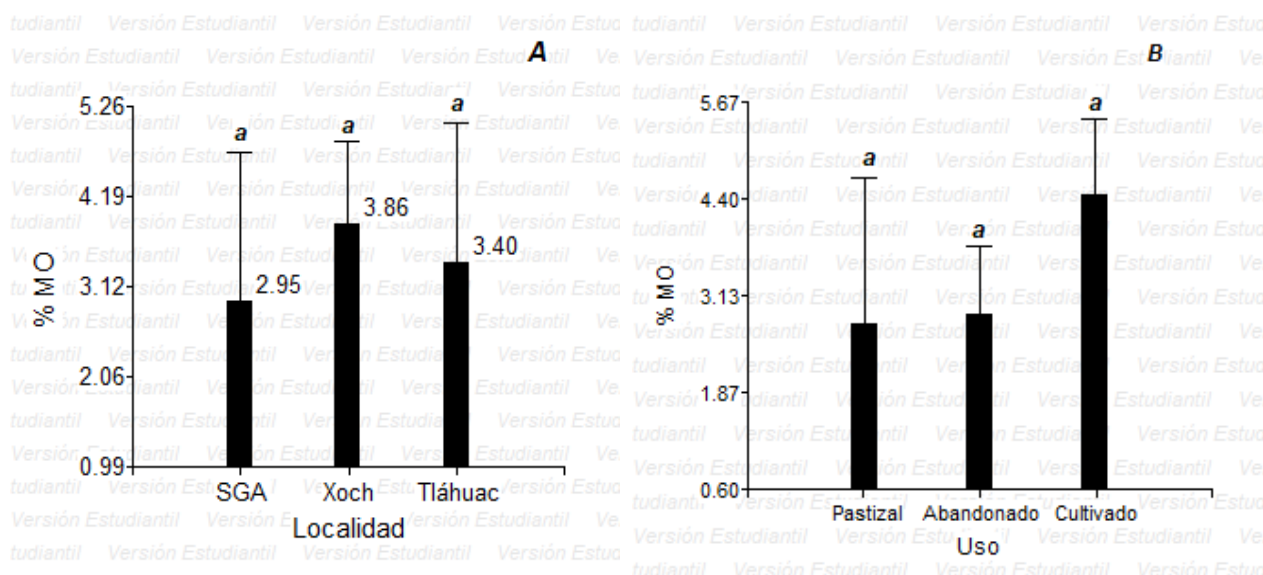 A
% MO
5.26
4.19
3.12
2.06
0.99
a
a
a
2.95
3.86
3.40
SGA Xoch Tláhuac
Localidad
B
% MO
5.67
4.40
3.13
1.87
0.60
a
a
a
Pastizal Abandonado Cultivado
Uso
Versión Estudiantil